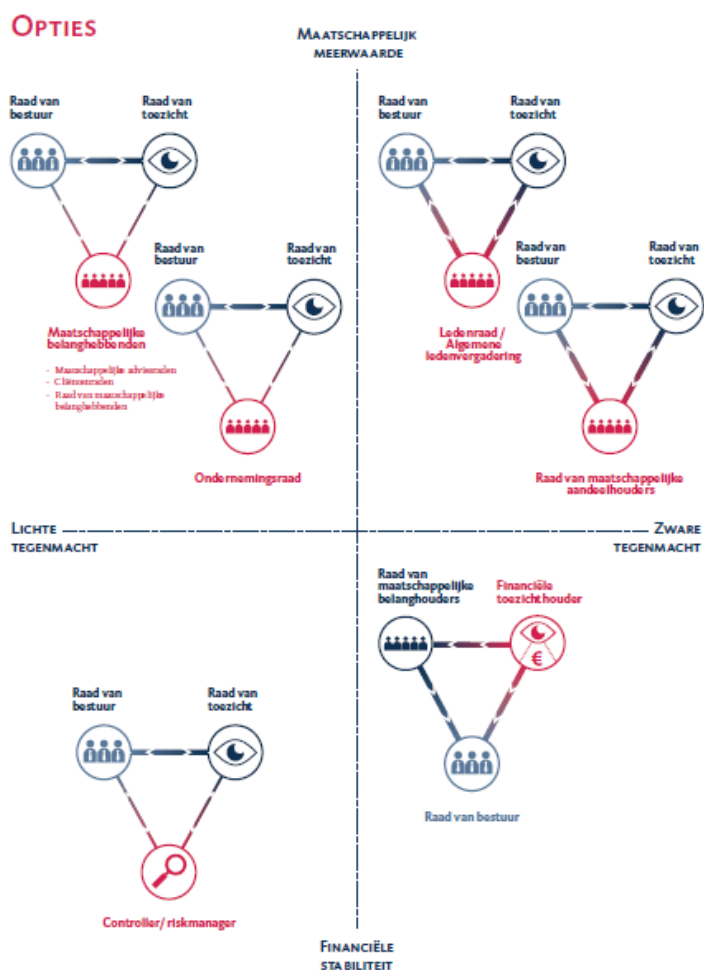 OPTIES
MAATSCHAPPELIJK
MEERWAARDE
Raad van
bestuur
Raad van
toezicht
Maatschappelijke
belanghebbenden
- Maatschappelijke adviesraden
- Cliëntenraden
- Raad van maatschappelijke
belanghebbenden
Raad van
bestuur
Raad van
toezicht
Ondernemingsraad
Raad van
bestuur
Raad van
toezicht
Ledenraad /
Algemene
ledenvergadering
Raad van
bestuur
Raad van
toezicht
Raad van maatschappelijke
aandeelhouders
LICHTE
TEGENMACHT
ZWARE
TEGENMACHT
Raad van
bestuur
Raad van
toezicht
Controller/ riskmanager
Raad van
maatschappelijke
belanghouders
Financiële
toezichthouder
€
Raad van bestuur
FINANCIËLE
STABILITEIT